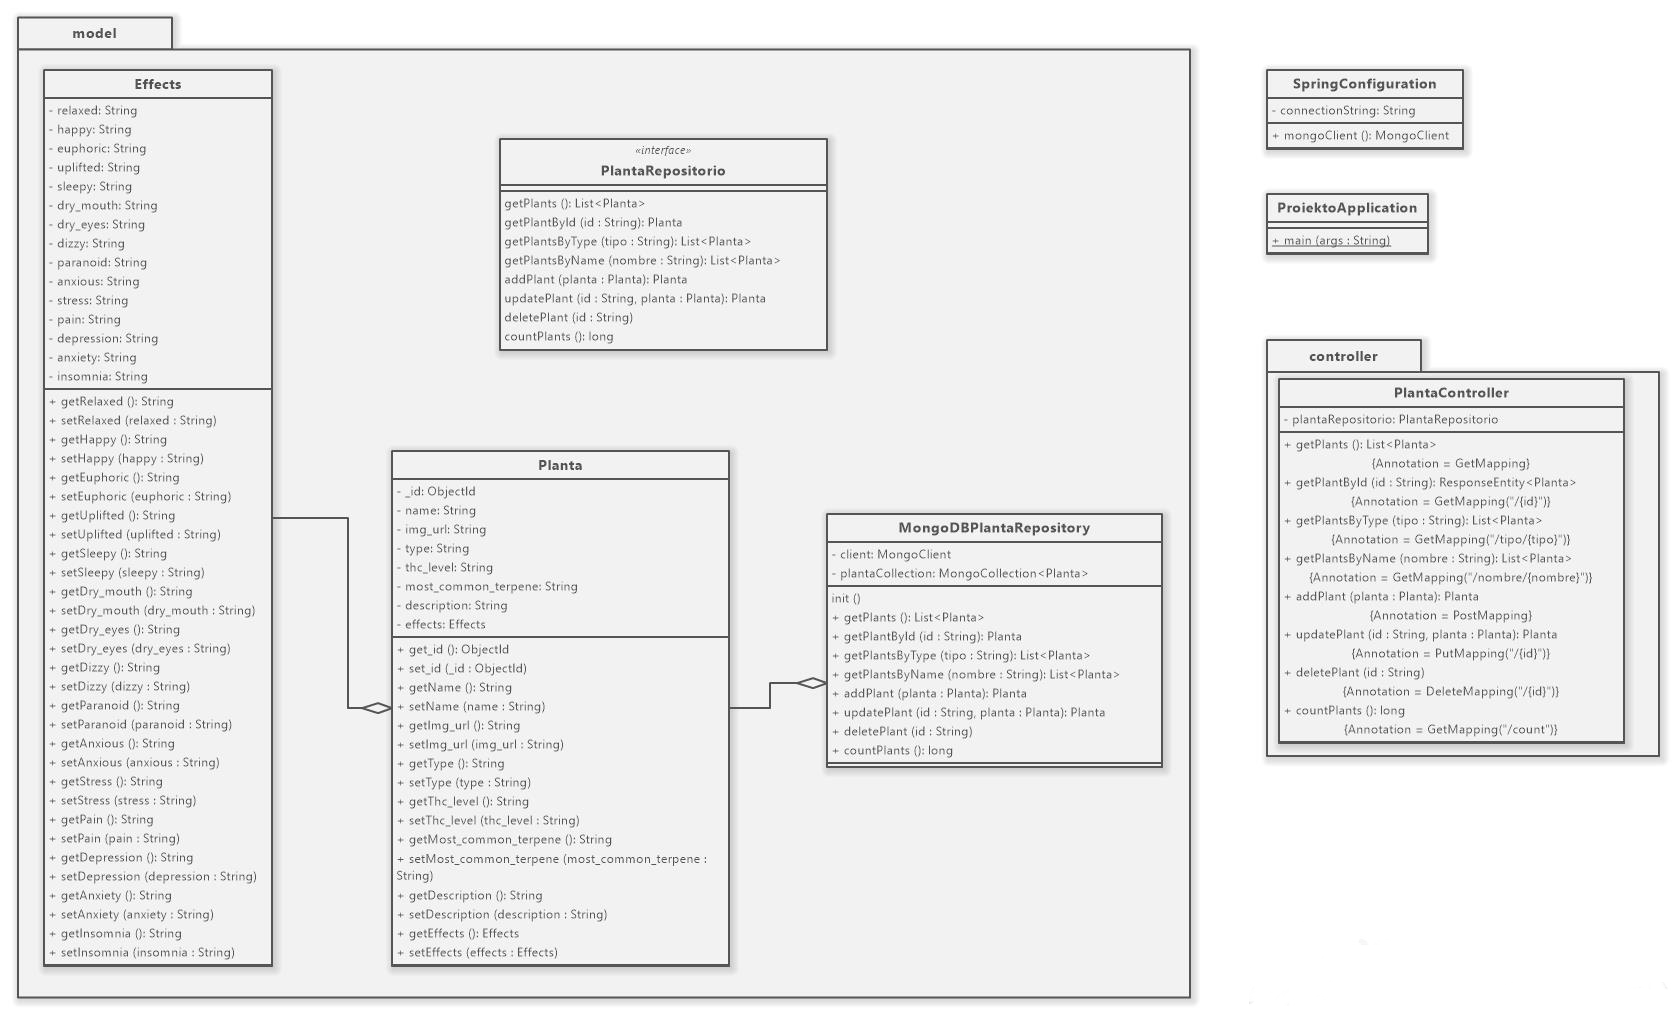 model
Effects
- relaxed: String
- happy: String
- euphoric: String
- uplifted: String
- sleepy: String
- dry_mouth: String
- dry_eyes: String
- dizzy: String
- paranoid: String
- anxious: String
- stress: String
- pain: String
- depression: String
- anxiety: String
- insomnia: String
+ getRelaxed (): String
+ setRelaxed (relaxed : String)
+ getHappy (): String
+ setHappy (happy : String)
+ getEuphoric (): String
+ setEuphoric (euphoric : String)
+ getUplifted (): String
+ setUplifted (uplifted : String)
+ getSleepy (): String
+ setSleepy (sleepy : String)
+ getDry_mouth (): String
+ setDry_mouth (dry_mouth : String)
+ getDry_eyes (): String
+ setDry_eyes (dry_eyes : String)
+ getDizzy (): String
+ setDizzy (dizzy : String)
+ getParanoid (): String
+ setParanoid (paranoid : String)
+ getAnxious (): String
+ setAnxious (anxious : String)
+ getStress (): String
+ setStress (stress : String)
+ getPain (): String
+ setPain (pain : String)
+ getDepression (): String
+ setDepression (depression : String)
+ getAnxiety (): String
+ setAnxiety (anxiety : String)
+ getInsomnia (): String
+ setInsomnia (insomnia : String)
«interface»
PlantaRepositorio
getPlants (): List<Planta>
getPlantById (id : String): Planta
getPlantsByType (tipo : String): List<Planta>
getPlantsByName (nombre : String): List<Planta>
addPlant (planta : Planta): Planta
updatePlant (id : String, planta : Planta): Planta
deletePlant (id : String)
countPlants (): long
Planta
- _id: ObjectId
- name: String
- img_url: String
- type: String
- thc_level: String
- most_common_terpene: String
- description: String
- effects: Effects
+ get_id (): ObjectId
+ set_id (_id : ObjectId)
+ getName (): String
+ setName (name : String)
+ getImg_url (): String
+ setImg_url (img_url : String)
+ getType (): String
+ setType (type : String)
+ getThc_level (): String
+ setThc_level (thc_level : String)
+ getMost_common_terpene (): String
+ setMost_common_terpene (most_common_terpene :
String)
+ getDescription (): String
+ setDescription (description : String)
+ getEffects (): Effects
+ setEffects (effects : Effects)
MongoDBPlantaRepository
- client: MongoClient
- plantaCollection: MongoCollection<Planta>
init ()
+ getPlants (): List<Planta>
+ getPlantById (id : String): Planta
+ getPlantsByType (tipo : String): List<Planta>
+ getPlantsByName (nombre : String): List<Planta>
+ addPlant (planta : Planta): Planta
+ updatePlant (id : String, planta : Planta): Planta
+ deletePlant (id : String)
+ countPlants (): long
SpringConfiguration
- connectionString: String
+ mongoClient (): MongoClient
ProiektoApplication
+ main (args : String)
controller
PlantaController
- plantaRepositorio: PlantaRepositorio
+ getPlants (): List<Planta>
{Annotation = GetMapping}
+ getPlantById (id : String): ResponseEntity<Planta>
{Annotation = GetMapping("/{id}")}
+ getPlantsByType (tipo : String): List<Planta>
{Annotation = GetMapping("/tipo/{tipo}")}
+ getPlantsByName (nombre : String): List<Planta>
{Annotation = GetMapping("/nombre/{nombre}")}
+ addPlant (planta : Planta): Planta
{Annotation = PostMapping}
+ updatePlant (id : String, planta : Planta): Planta
{Annotation = PutMapping("/{id}")}
+ deletePlant (id : String)
{Annotation = DeleteMapping("/{id}")}
+ countPlants (): long
{Annotation = GetMapping("/count")}